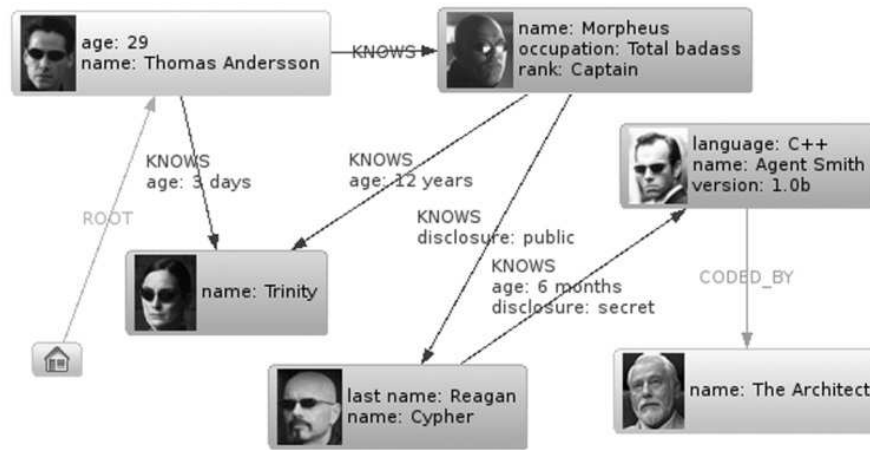 age: 29
name: Thomas Andersson
KNOWS
name: Morpheus
occupation: Total badass
rank: Captain
language: C++
name: Agent Smith
version: 1.0b
KNOWS
age: 3 days
KNOWS
age: 12 years
ROOT
KNOWS
disclosure: public
KNOWS
age: 6 months
disclosure: secret
CODED_BY
name: Trinity
last name: Reagan
name: Cypher
name: The Architect